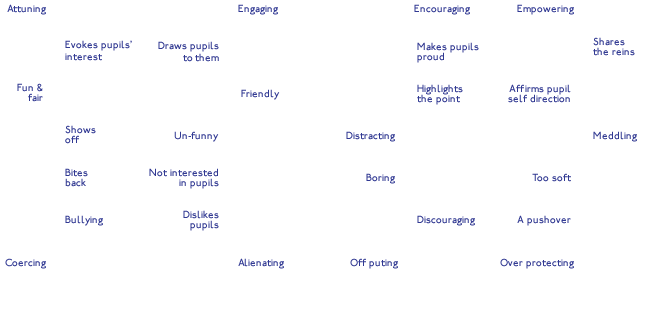 Attuning Engaging Encouraging Empowering
Evokes pupils' Draws pupils Makes pupils Shares
interest to them proud the reins
Fun & Friendly Highlights Affirms pupil
fair the point self direction
Shows Un-funny Distracting Meddling
off
Bites Not interested Boring Too soft
back in pupils
Bullying Dislikes Discouraging A pushover
pupils
Coercing Alienating Off puting Over protecting